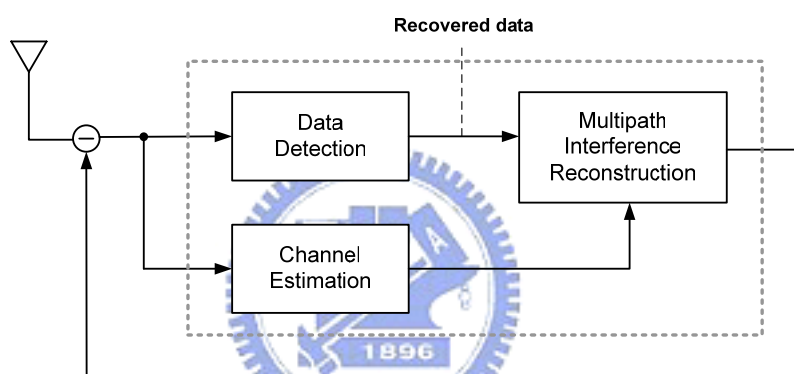 Recovered data
Data
Detection
Multipath
Interference
Reconstruction
Channel
Estimation
A
1896